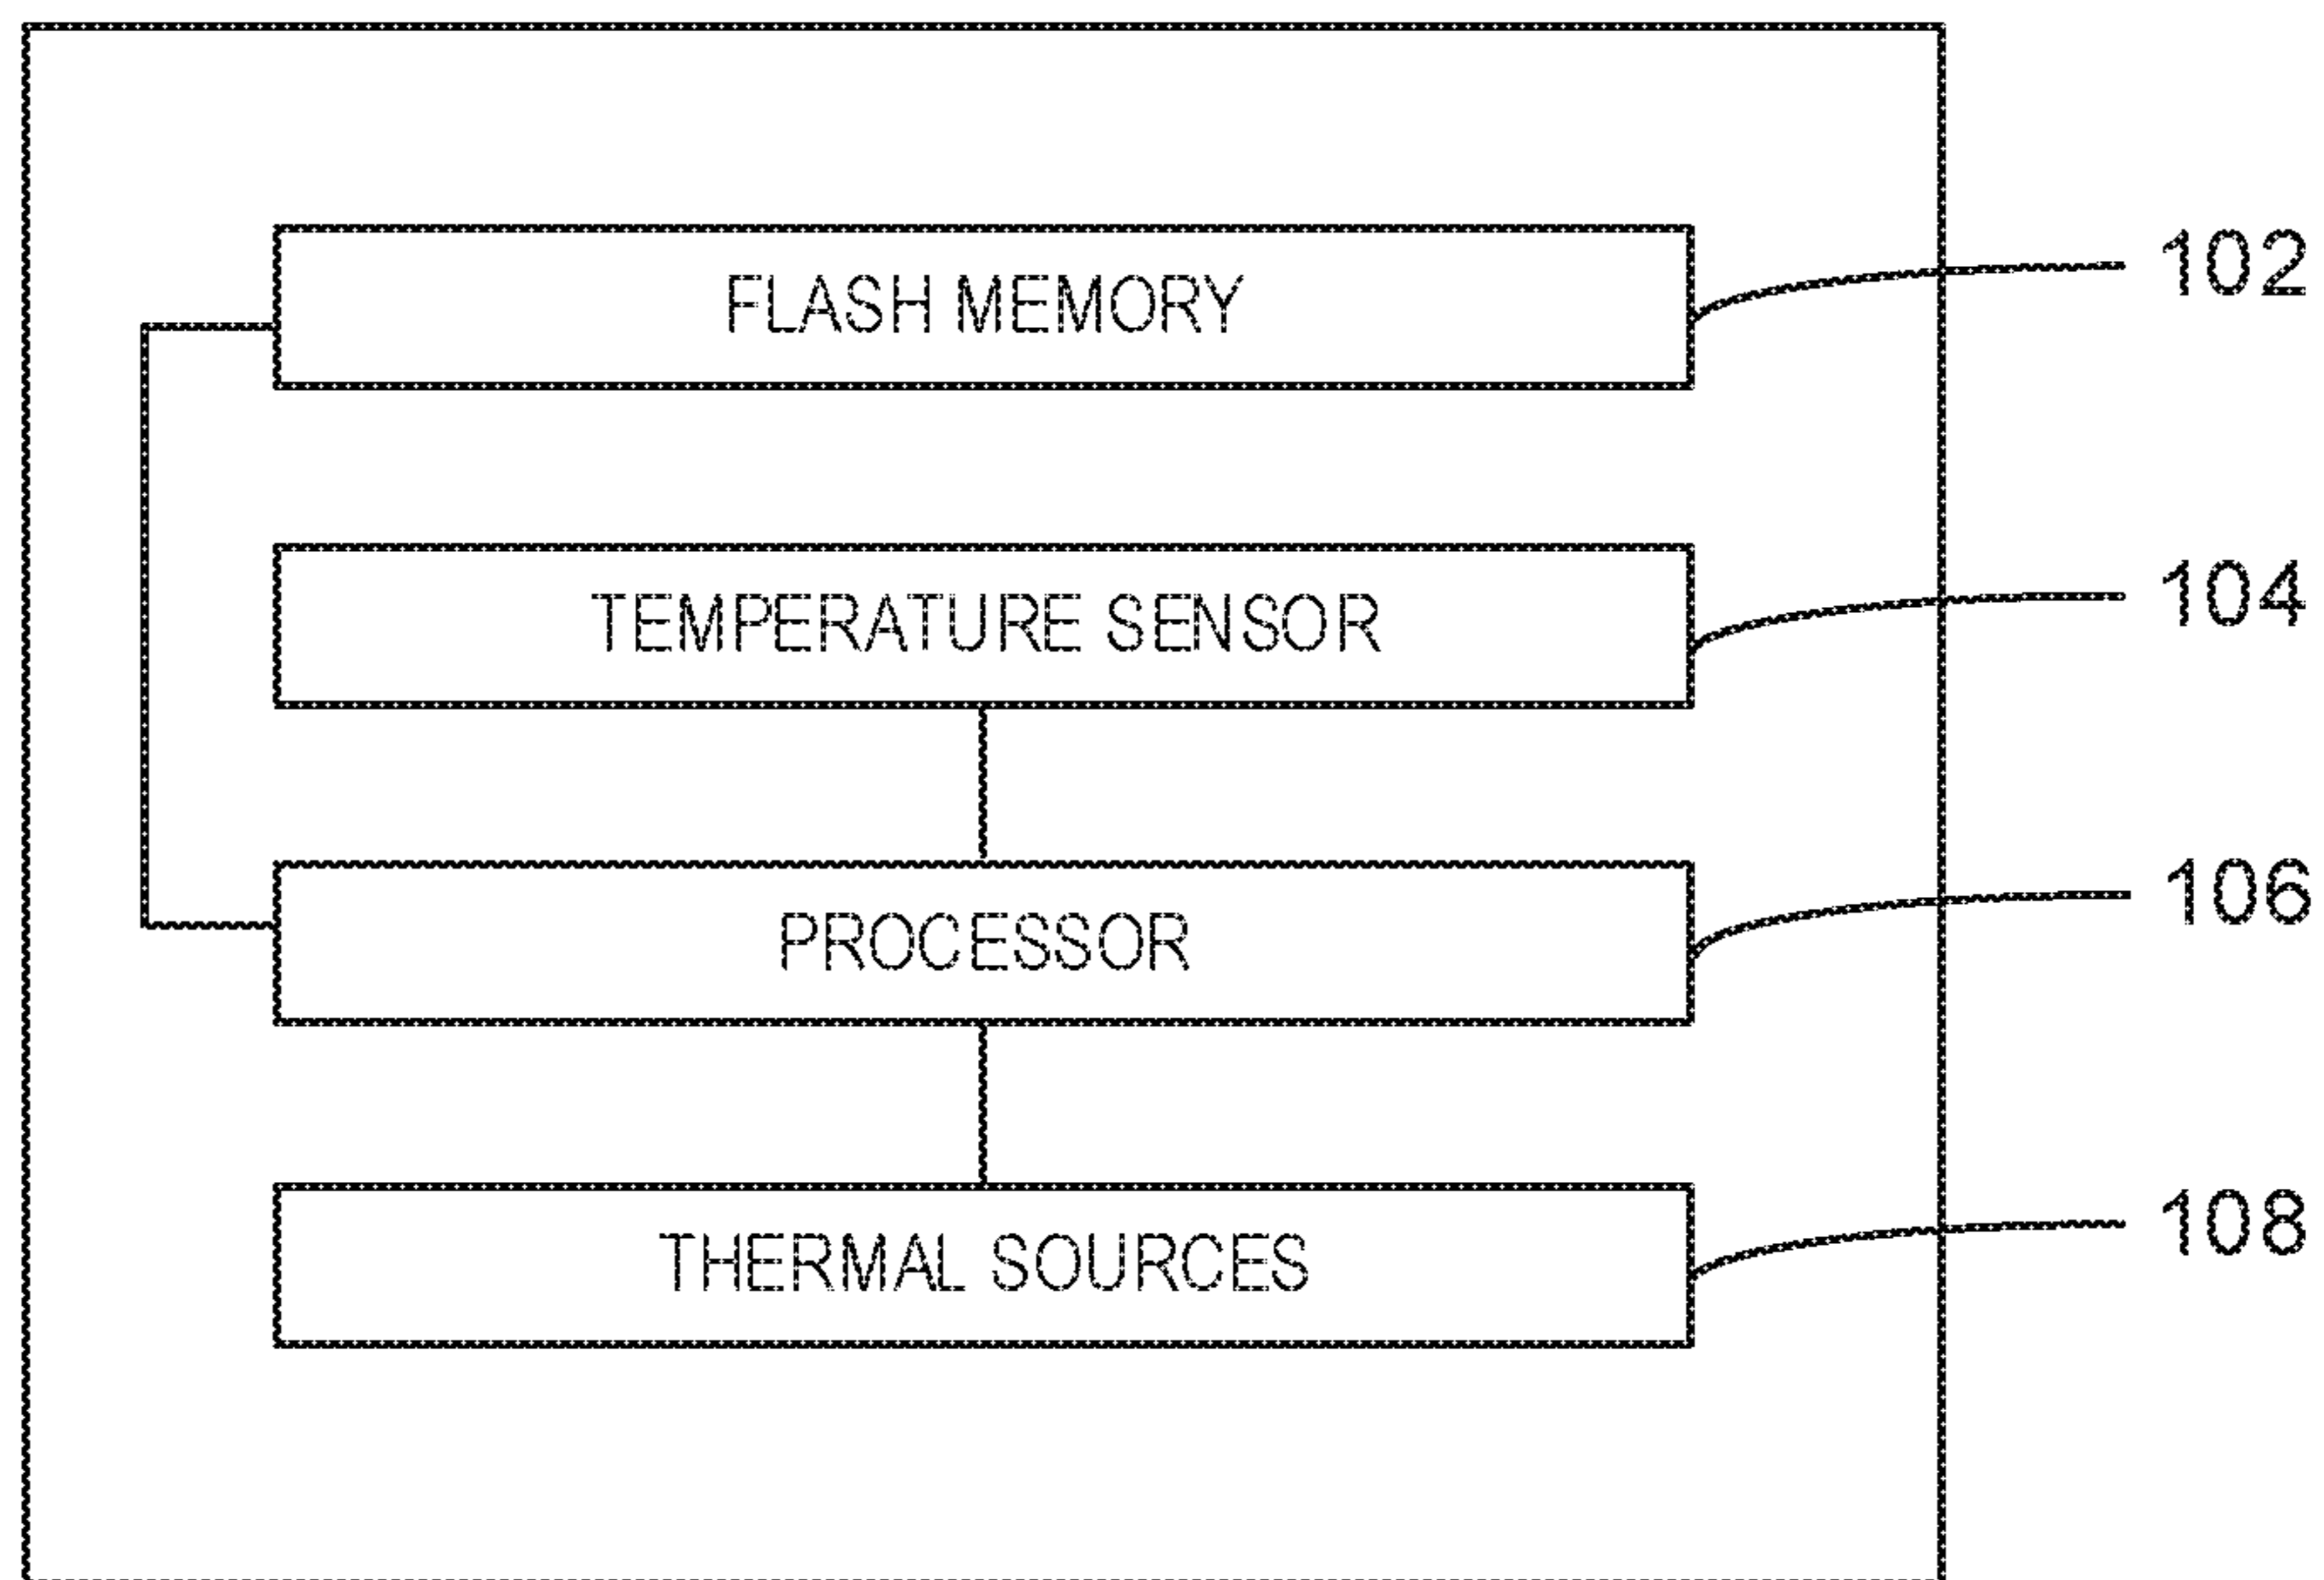 FLASH MEMORY
102
TEMPERATURE SENSOR
104
PROCESSOR
106
THERMAL SOURCES
108